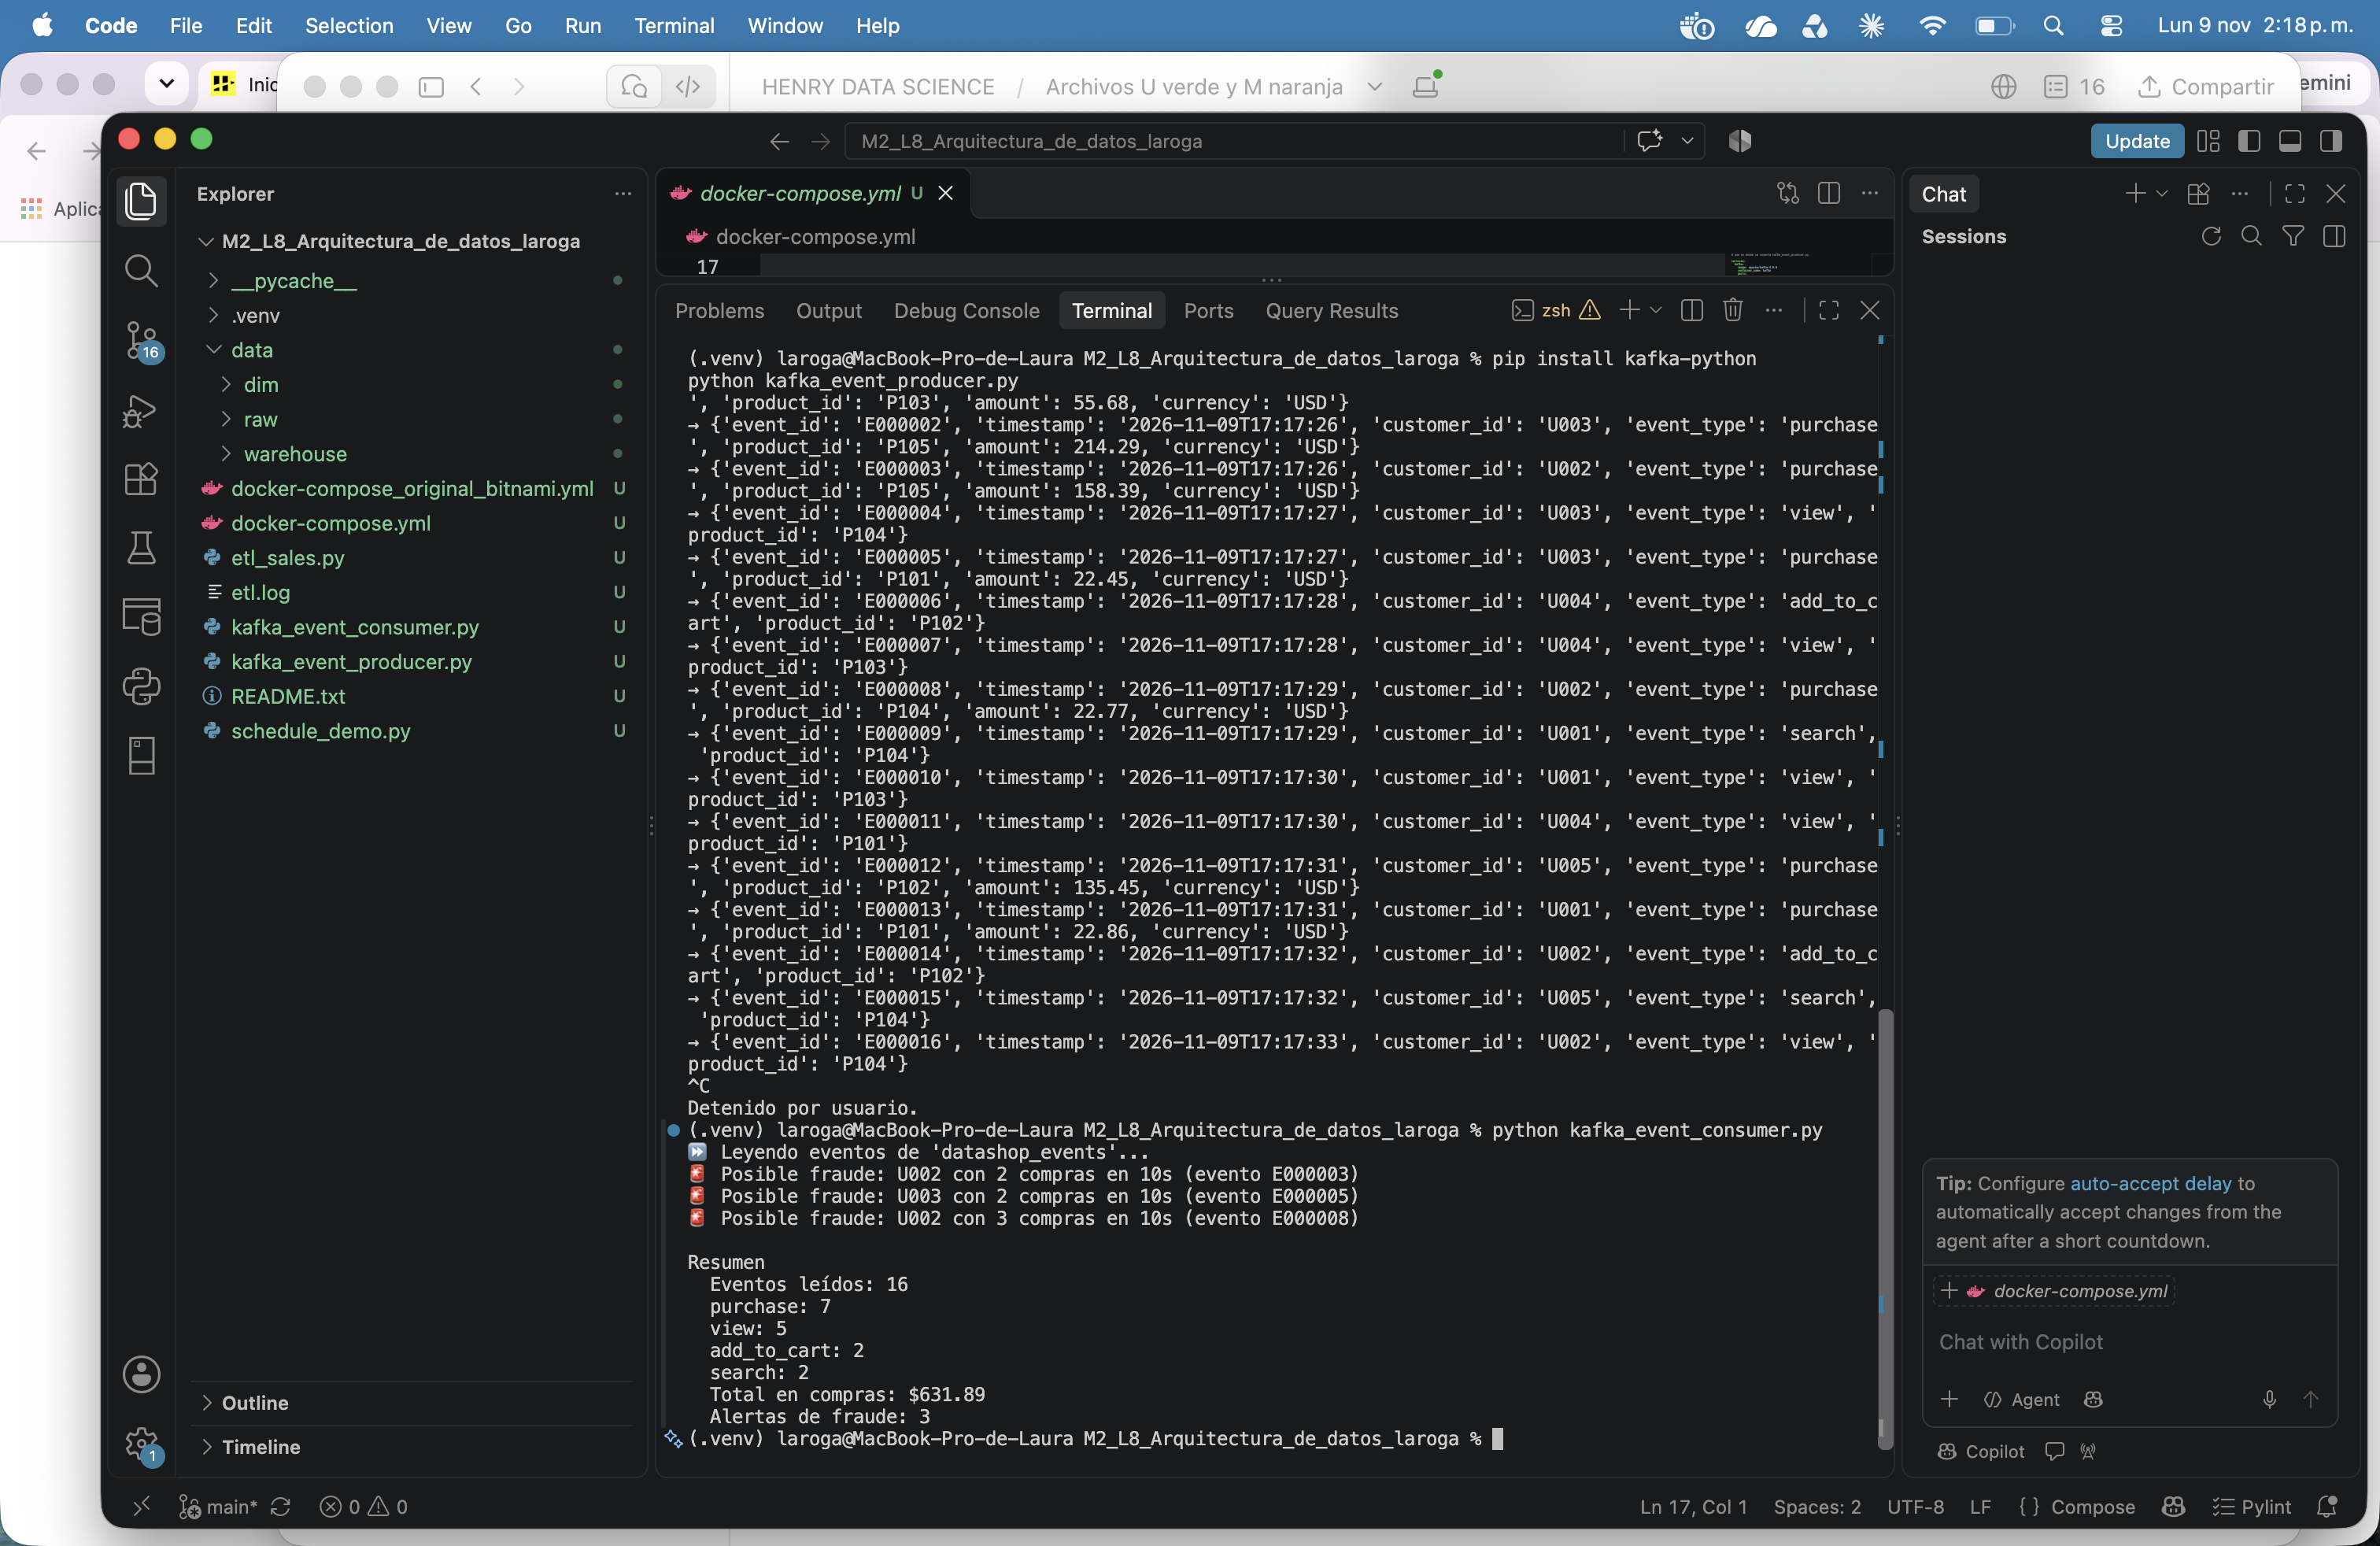 Code File Edit Selection View Go Run Terminal Window Help Lun 9 nov 2:18 p.m.
Inic
HENRY DATA SCIENCE / Archivos U verde y M naranja 16 Compartir emini
M2_L8_Arquitectura_de_datos_laroga Update
Aplica
Explorer
M2_L8_Arquitectura_de_datos_laroga
__pycache__
.venv
data
dim
raw
warehouse
docker-compose_original_bitnami.yml U
docker-compose.yml U
etl_sales.py U
etl.log U
kafka_event_consumer.py U
kafka_event_producer.py U
README.txt U
schedule_demo.py U
16
Outline
Timeline
1
docker-compose.yml U
docker-compose.yml
17
Problems Output Debug Console Terminal Ports Query Results zsh
(.venv) laroga@MacBook-Pro-de-Laura M2_L8_Arquitectura_de_datos_laroga % pip install kafka-python
python kafka_event_producer.py
', 'product_id': 'P103', 'amount': 55.68, 'currency': 'USD'}
→ {'event_id': 'E000002', 'timestamp': '2026-11-09T17:17:26', 'customer_id': 'U003', 'event_type': 'purchase
', 'product_id': 'P105', 'amount': 214.29, 'currency': 'USD'}
→ {'event_id': 'E000003', 'timestamp': '2026-11-09T17:17:26', 'customer_id': 'U002', 'event_type': 'purchase
', 'product_id': 'P105', 'amount': 158.39, 'currency': 'USD'}
→ {'event_id': 'E000004', 'timestamp': '2026-11-09T17:17:27', 'customer_id': 'U003', 'event_type': 'view', '
product_id': 'P104'}
→ {'event_id': 'E000005', 'timestamp': '2026-11-09T17:17:27', 'customer_id': 'U003', 'event_type': 'purchase
', 'product_id': 'P101', 'amount': 22.45, 'currency': 'USD'}
→ {'event_id': 'E000006', 'timestamp': '2026-11-09T17:17:28', 'customer_id': 'U004', 'event_type': 'add_to_c
art', 'product_id': 'P102'}
→ {'event_id': 'E000007', 'timestamp': '2026-11-09T17:17:28', 'customer_id': 'U004', 'event_type': 'view', '
product_id': 'P103'}
→ {'event_id': 'E000008', 'timestamp': '2026-11-09T17:17:29', 'customer_id': 'U002', 'event_type': 'purchase
', 'product_id': 'P104', 'amount': 22.77, 'currency': 'USD'}
→ {'event_id': 'E000009', 'timestamp': '2026-11-09T17:17:29', 'customer_id': 'U001', 'event_type': 'search',
'product_id': 'P104'}
→ {'event_id': 'E000010', 'timestamp': '2026-11-09T17:17:30', 'customer_id': 'U001', 'event_type': 'view', '
product_id': 'P103'}
→ {'event_id': 'E000011', 'timestamp': '2026-11-09T17:17:30', 'customer_id': 'U004', 'event_type': 'view', '
product_id': 'P101'}
→ {'event_id': 'E000012', 'timestamp': '2026-11-09T17:17:31', 'customer_id': 'U005', 'event_type': 'purchase
', 'product_id': 'P102', 'amount': 135.45, 'currency': 'USD'}
→ {'event_id': 'E000013', 'timestamp': '2026-11-09T17:17:31', 'customer_id': 'U001', 'event_type': 'purchase
', 'product_id': 'P101', 'amount': 22.86, 'currency': 'USD'}
→ {'event_id': 'E000014', 'timestamp': '2026-11-09T17:17:32', 'customer_id': 'U002', 'event_type': 'add_to_c
art', 'product_id': 'P102'}
→ {'event_id': 'E000015', 'timestamp': '2026-11-09T17:17:32', 'customer_id': 'U005', 'event_type': 'search',
'product_id': 'P104'}
→ {'event_id': 'E000016', 'timestamp': '2026-11-09T17:17:33', 'customer_id': 'U002', 'event_type': 'view', '
product_id': 'P104'}
^C
Detenido por usuario.
(.venv) laroga@MacBook-Pro-de-Laura M2_L8_Arquitectura_de_datos_laroga % python kafka_event_consumer.py
⏩ Leyendo eventos de 'datashop_events'...
🚨 Posible fraude: U002 con 2 compras en 10s (evento E000003)
🚨 Posible fraude: U003 con 2 compras en 10s (evento E000005)
🚨 Posible fraude: U002 con 3 compras en 10s (evento E000008)
Resumen
Eventos leídos: 16
purchase: 7
view: 5
add_to_cart: 2
search: 2
Total en compras: $631.89
Alertas de fraude: 3
(.venv) laroga@MacBook-Pro-de-Laura M2_L8_Arquitectura_de_datos_laroga %
Chat
Sessions
Tip: Configure auto-accept delay to
automatically accept changes from the
agent after a short countdown.
docker-compose.yml
Chat with Copilot
Agent
Copilot
main* 0 0 Ln 17, Col 1 Spaces: 2 UTF-8 LF {} Compose Pylint